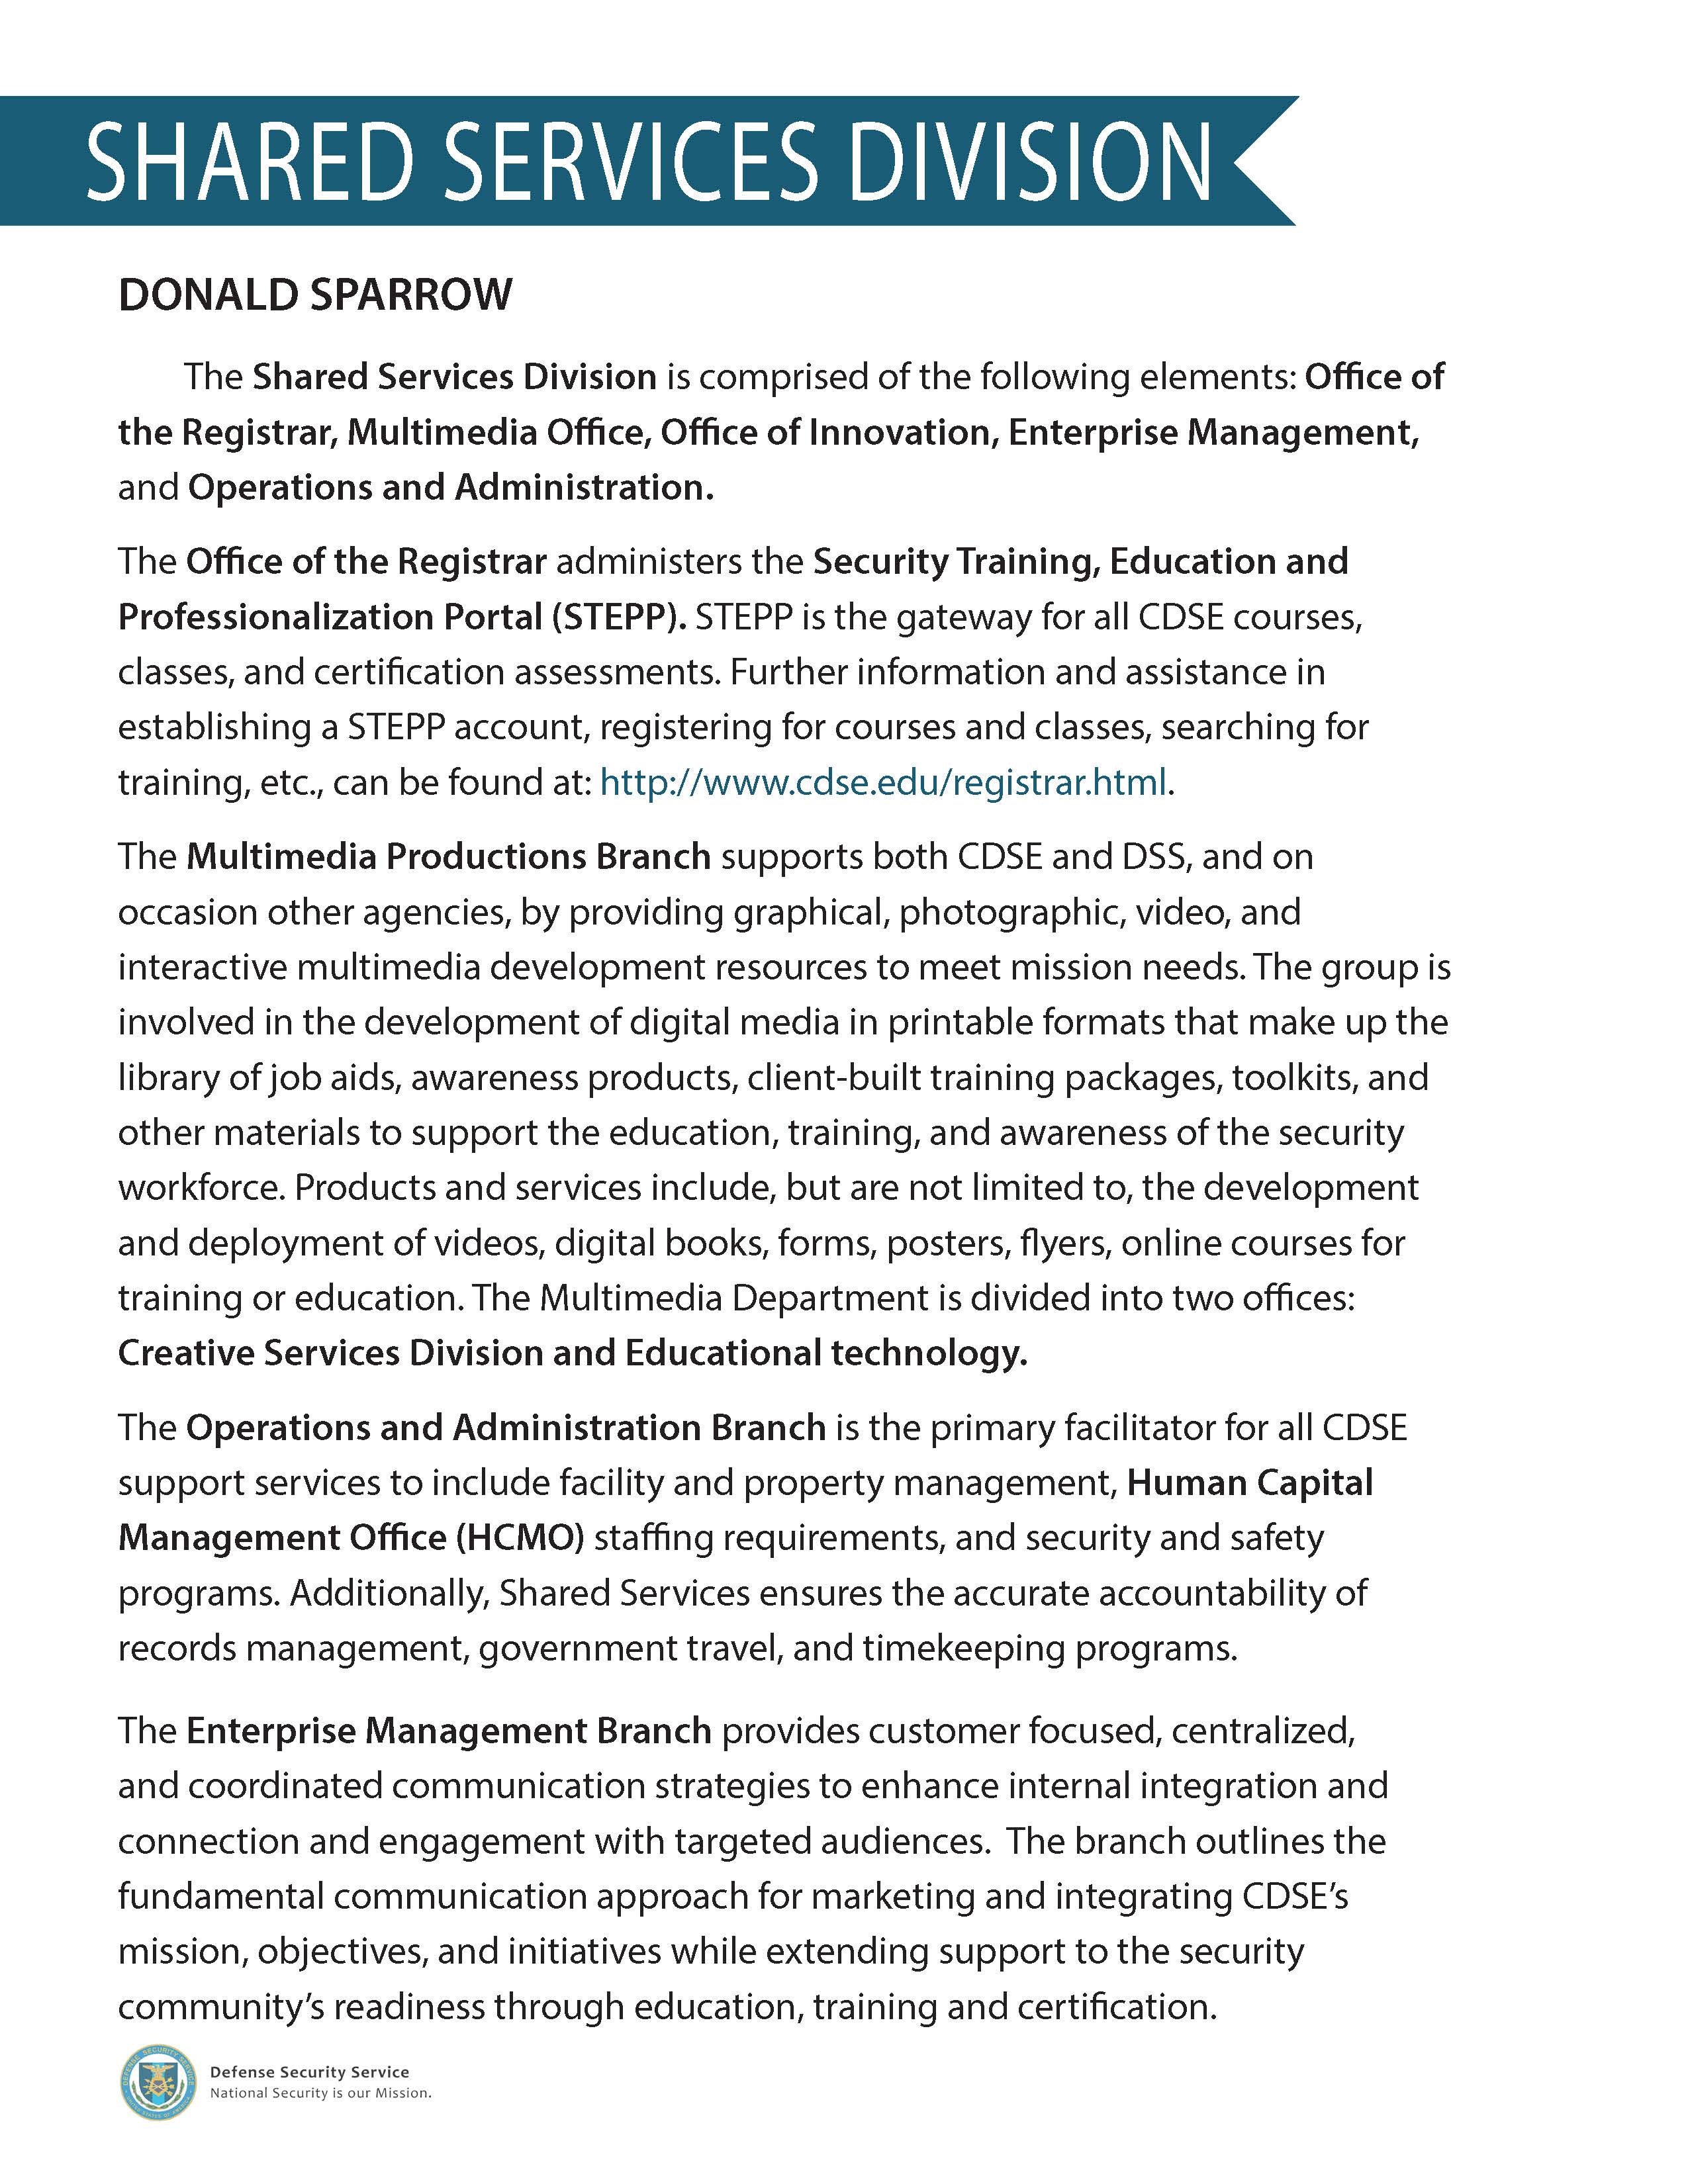 SHARED SERVICES DIVISION
DONALD SPARROW
The Shared Services Division is comprised of the following elements: Office of
the Registrar, Multimedia Office, Office of Innovation, Enterprise Management,
and Operations and Administration.
The Office of the Registrar administers the Security Training, Education and
Professionalization Portal (STEPP). STEPP is the gateway for all CDSE courses,
classes, and certification assessments. Further information and assistance in
establishing a STEPP account, registering for courses and classes, searching for
training, etc., can be found at: http://www.cdse.edu/registrar.html.
The Multimedia Productions Branch supports both CDSE and DSS, and on
occasion other agencies, by providing graphical, photographic, video, and
interactive multimedia development resources to meet mission needs. The group is
involved in the development of digital media in printable formats that make up the
library of job aids, awareness products, client-built training packages, toolkits, and
other materials to support the education, training, and awareness of the security
workforce. Products and services include, but are not limited to, the development
and deployment of videos, digital books, forms, posters, flyers, online courses for
training or education. The Multimedia Department is divided into two offices:
Creative Services Division and Educational technology.
The Operations and Administration Branch is the primary facilitator for all CDSE
support services to include facility and property management, Human Capital
Management Office (HCMO) staffing requirements, and security and safety
programs. Additionally, Shared Services ensures the accurate accountability of
records management, government travel, and timekeeping programs.
The Enterprise Management Branch provides customer focused, centralized,
and coordinated communication strategies to enhance internal integration and
connection and engagement with targeted audiences.  The branch outlines the
fundamental communication approach for marketing and integrating CDSE’s
mission, objectives, and initiatives while extending support to the security
community’s readiness through education, training and certification.
DEFENSE SECURITY SERVICE
UNITED STATES OF AMERICA
Defense Security Service
National Security is our Mission.